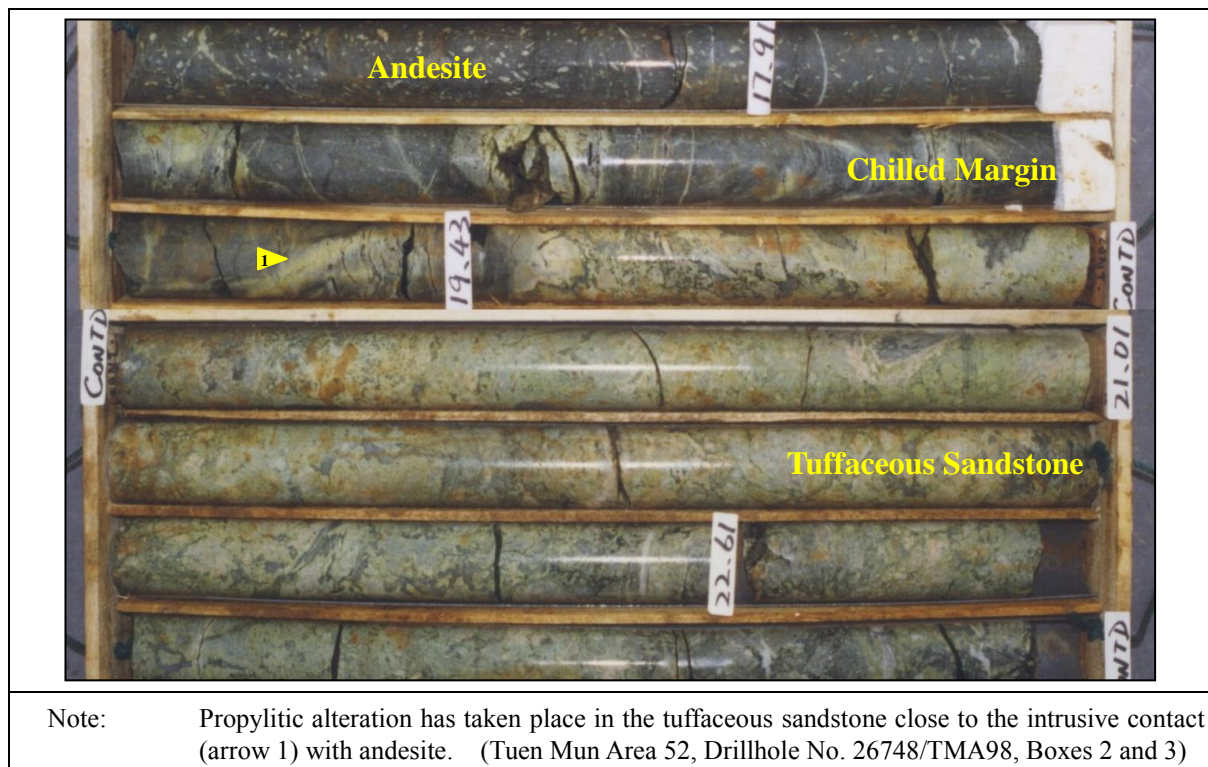 Andesite
17.91
Chilled Margin
1
19.43
CONTD
CONTD
21.01
Tuffaceous Sandstone
22.61
Note: Propylitic alteration has taken place in the tuffaceous sandstone close to the intrusive contact
(arrow 1) with andesite. (Tuen Mun Area 52, Drillhole No. 26748/TMA98, Boxes 2 and 3)